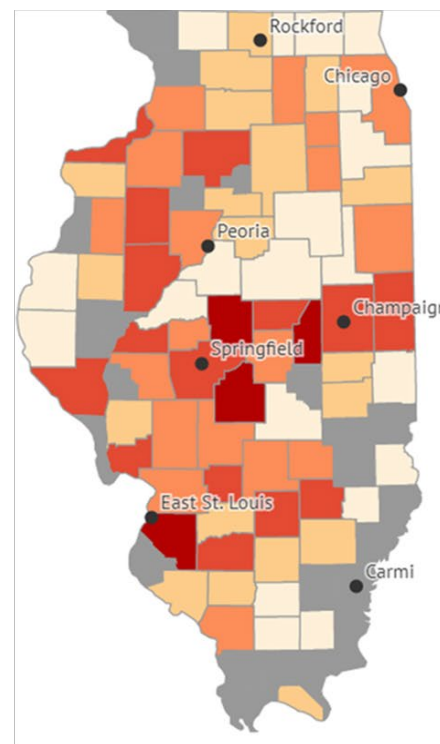 Rockford
Chicago
Peoria
Champaign
Springfield
East St. Louis
Carmi